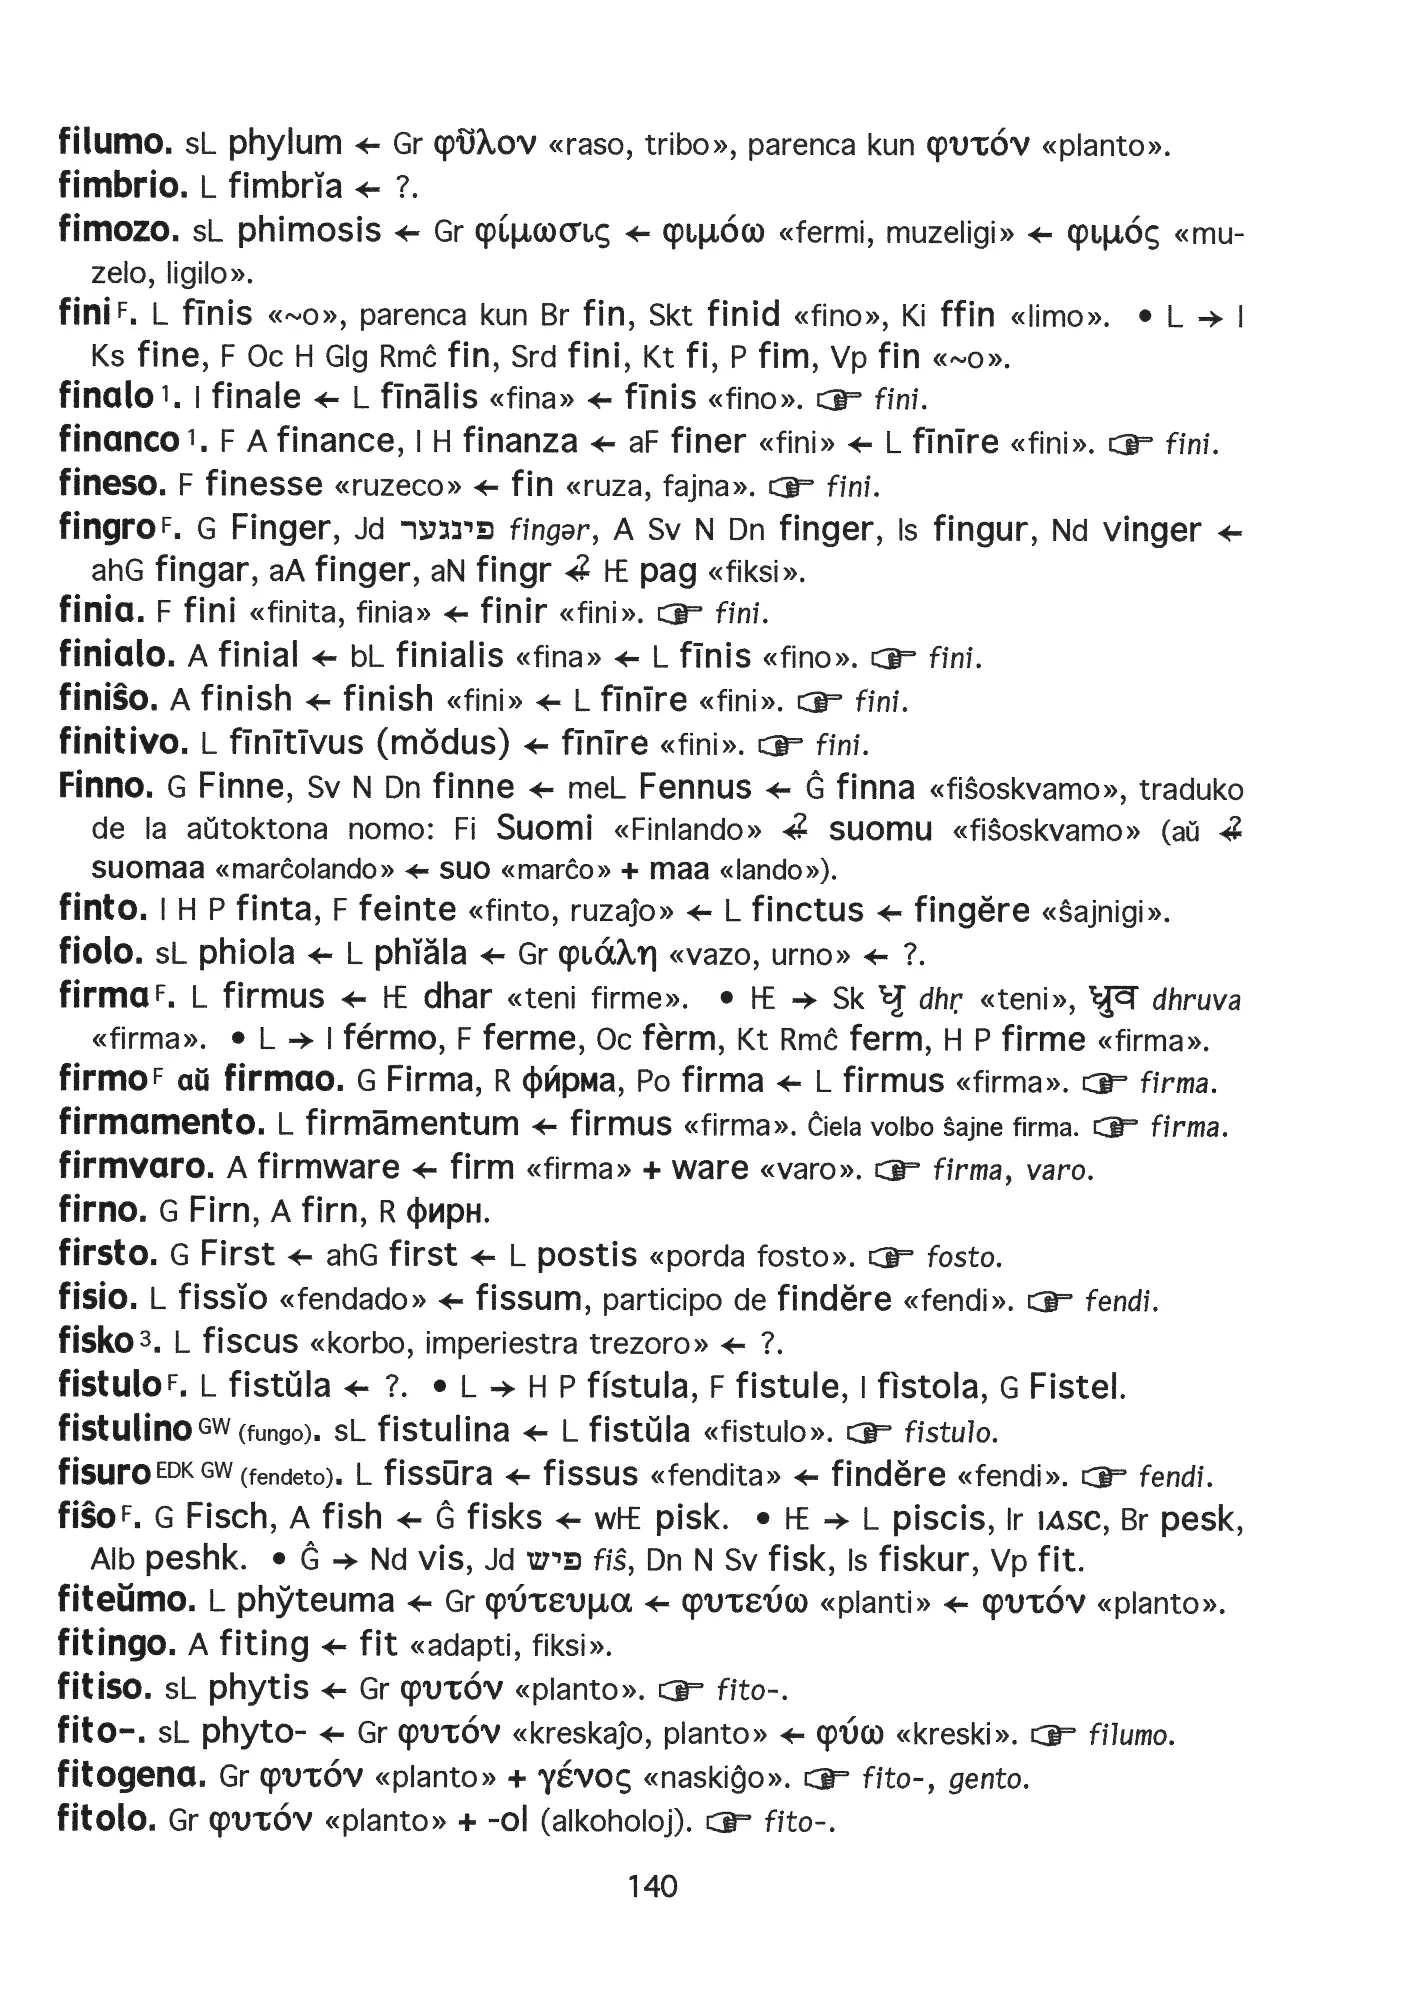 filumo. sL phylum ← Gr φῦλον «raso, tribo», parenca kun φυτόν «planto».
fimbrio. L fimbrĭa ← ?.
fimozo. sL phimosis ← Gr φίμωσις ← φιμόω «fermi, muzeligi» ← φιμός «mu-
zelo, ligilo».
fini F. L fīnis «~o», parenca kun Br fin, Skt finid «fino», Ki ffin «limo». • L → I
Ks fine, F Oc H Glg Rmĉ fin, Srd fini, Kt fi, P fim, Vp fin «~o».
finalo 1. I finale ← L fīnālis «fina» ← fīnis «fino». ☞ fini.
financo 1. F A finance, I H finanza ← aF finer «fini» ← L fīnīre «fini». ☞ fini.
fineso. F finesse «ruzeco» ← fin «ruza, fajna». ☞ fini.
fingro F. G Finger, Jd פינגער fingər, A Sv N Dn finger, Is fingur, Nd vinger ←
ahG fingar, aA finger, aN fingr ←? HE pag «fiksi».
finia. F fini «finita, finia» ← finir «fini». ☞ fini.
finialo. A finial ← bL finialis «fina» ← L fīnis «fino». ☞ fini.
finiŝo. A finish ← finish «fini» ← L fīnīre «fini». ☞ fini.
finitivo. L fīnītīvus (mŏdus) ← fīnīre «fini». ☞ fini.
Finno. G Finne, Sv N Dn finne ← meL Fennus ← Ĝ finna «fiŝoskvamo», traduko
de la aŭtoktona nomo: Fi Suomi «Finlando» ←? suomu «fiŝoskvamo» (aŭ ←?
suomaa «marĉolando» ← suo «marĉo» + maa «lando»).
finto. I H P finta, F feinte «finto, ruzaĵo» ← L finctus ← fingĕre «ŝajnigi».
fiolo. sL phiola ← L phĭăla ← Gr φιάλη «vazo, urno» ← ?.
firma F. L firmus ← HE dhar «teni firme». • HE → Sk धृ dhṛ «teni», ध्रुव dhruva
«firma». • L → I férmo, F ferme, Oc fèrm, Kt Rmĉ ferm, H P firme «firma».
firmo F aŭ firmao. G Firma, R фи́рма, Po firma ← L firmus «firma». ☞ firma.
firmamento. L firmāmentum ← firmus «firma». Ĉiela volbo ŝajne firma. ☞ firma.
firmvaro. A firmware ← firm «firma» + ware «varo». ☞ firma, varo.
firno. G Firn, A firn, R фирн.
firsto. G First ← ahG first ← L postis «porda fosto». ☞ fosto.
fisio. L fissĭo «fendado» ← fissum, participo de findĕre «fendi». ☞ fendi.
fisko 3. L fiscus «korbo, imperiestra trezoro» ← ?.
fistulo F. L fistŭla ← ?. • L → H P fístula, F fistule, I fìstola, G Fistel.
fistulino GW (fungo). sL fistulina ← L fistŭla «fistulo». ☞ fistulo.
fisuro EDK GW (fendeto). L fissūra ← fissus «fendita» ← findĕre «fendi». ☞ fendi.
fiŝo F. G Fisch, A fish ← Ĝ fisks ← wHE pisk. • HE → L piscis, Ir iasc, Br pesk,
Alb peshk. • Ĝ → Nd vis, Jd פיש fiŝ, Dn N Sv fisk, Is fiskur, Vp fit.
fiteŭmo. L phy̆teuma ← Gr φύτευμα ← φυτεύω «planti» ← φυτόν «planto».
fitingo. A fiting ← fit «adapti, fiksi».
fitiso. sL phytis ← Gr φυτόν «planto». ☞ fito-.
fito-. sL phyto- ← Gr φυτόν «kreskaĵo, planto» ← φύω «kreski». ☞ filumo.
fitogena. Gr φυτόν «planto» + γένος «naskiĝo». ☞ fito-, gento.
fitolo. Gr φυτόν «planto» + -ol (alkoholoj). ☞ fito-.
140